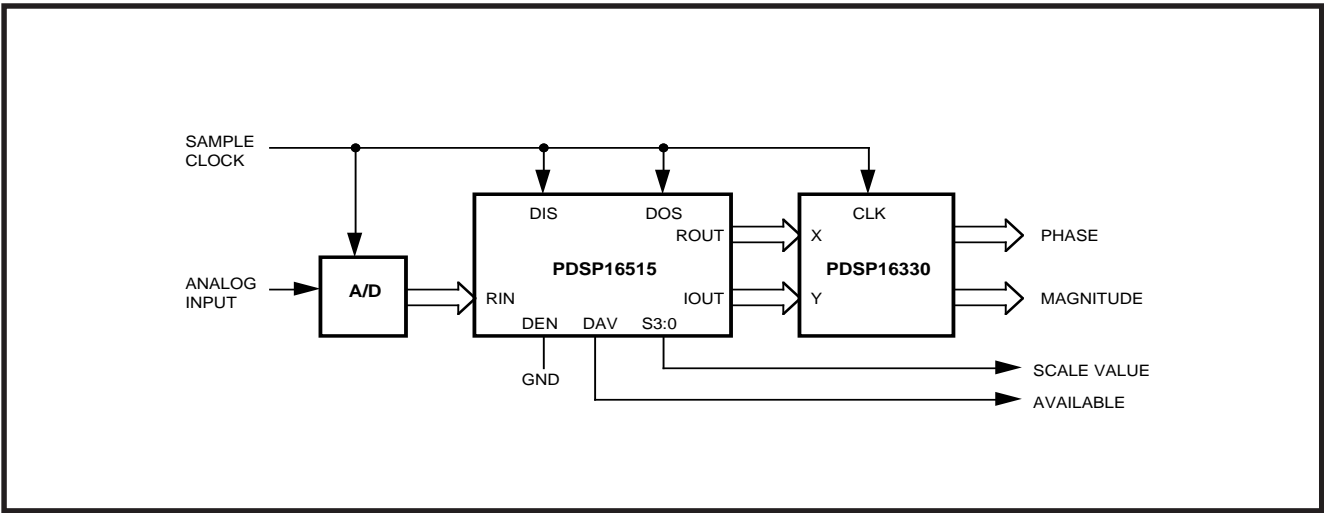 SAMPLE
CLOCK
DIS
DOS
CLK
ROUT
X
PHASE
PDSP16515
PDSP16330
ANALOG
INPUT
A/D
RIN
IOUT
Y
MAGNITUDE
DEN
DAV
S3:0
GND
SCALE VALUE
AVAILABLE